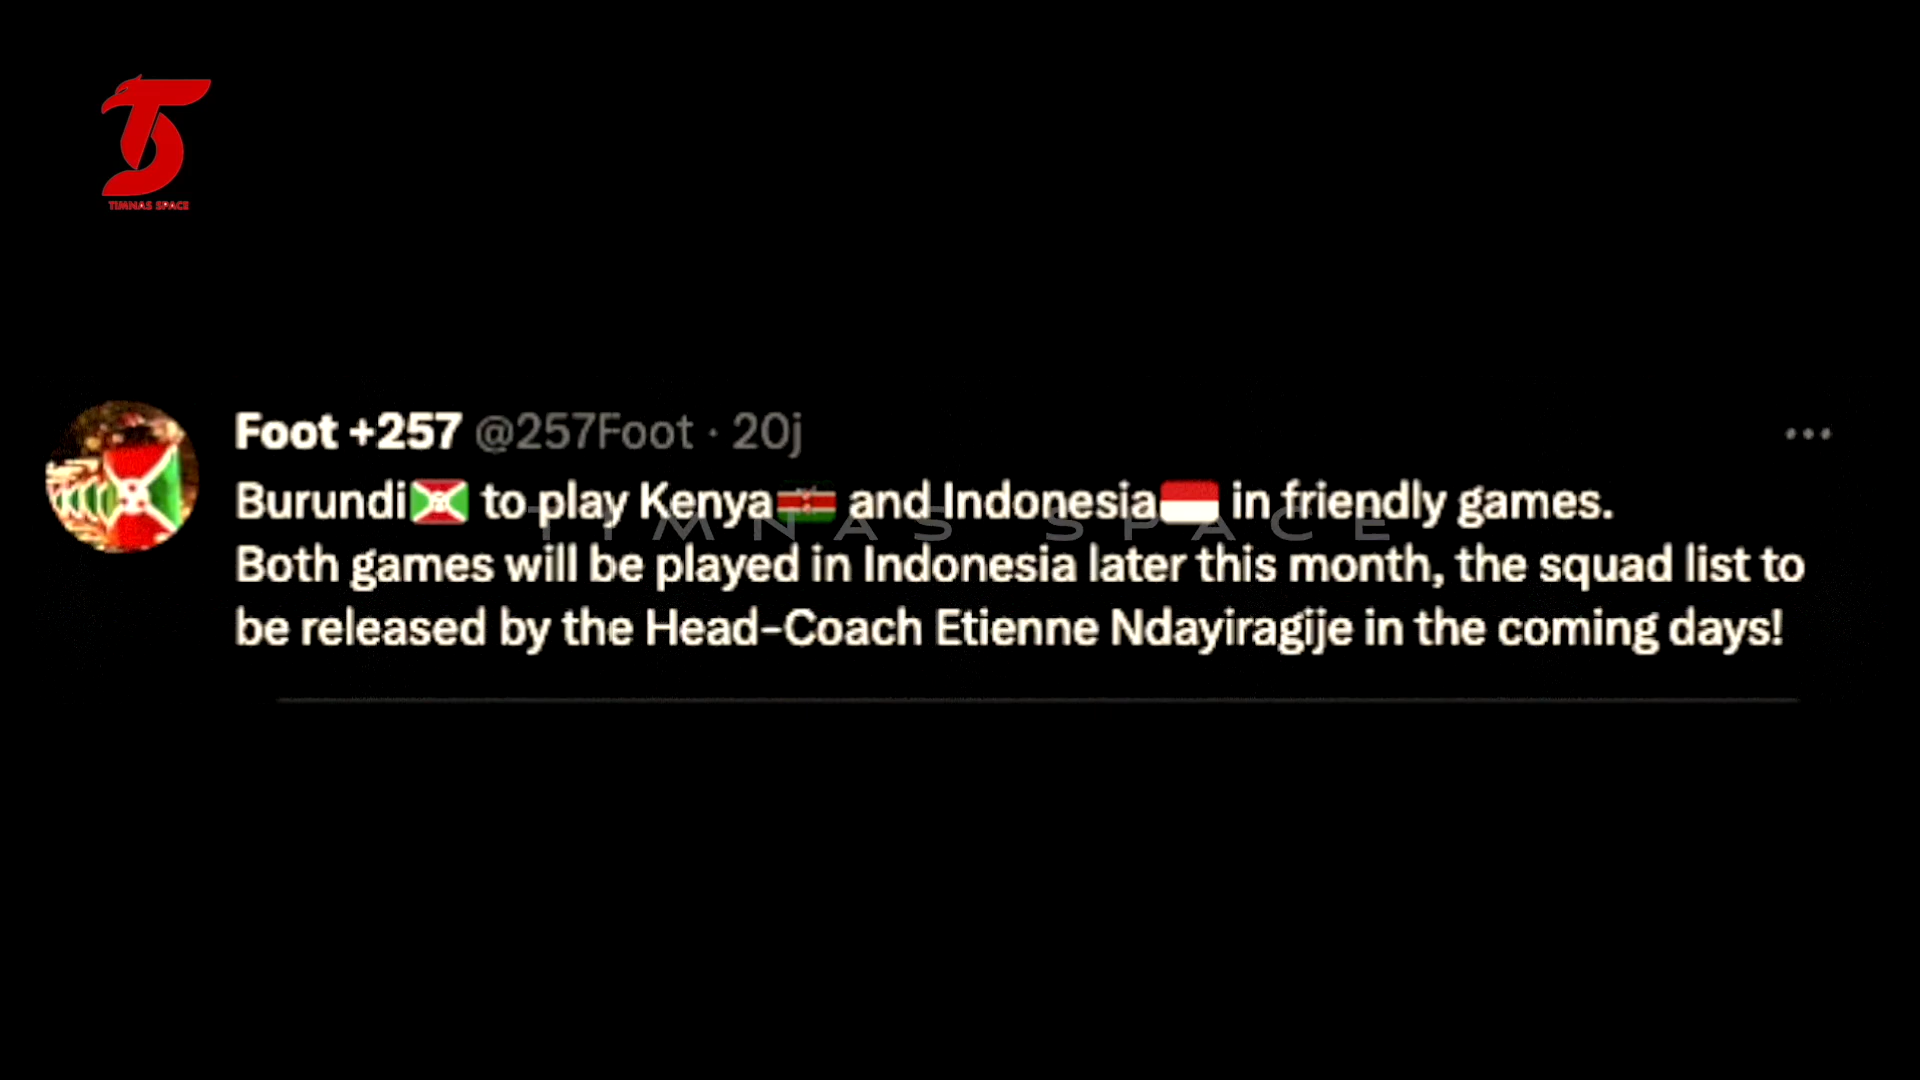 TIMNAS SPACE
Foot +257 @257Foot · 20j
Burundi🇧🇮 to play Kenya🇰🇪 and Indonesia🇮🇩 in friendly games.
TIMNAS SPACE
Both games will be played in Indonesia later this month, the squad list to
be released by the Head-Coach Etienne Ndayiragije in the coming days!